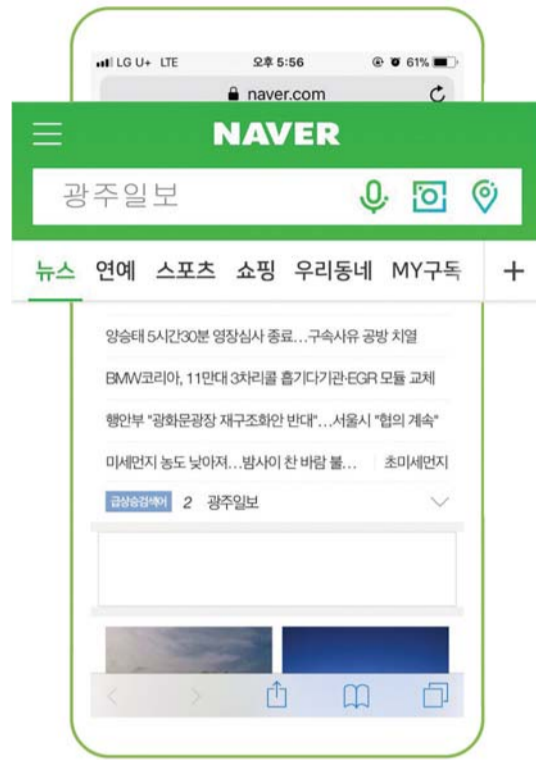 LG U+ LTE 오후 5:56 61%
naver.com
NAVER
광주일보
뉴스 연예 스포츠 쇼핑 우리동네 MY구독 +
양승태 5시간30분 영장심사 종료…구속사유 공방 치열
BMW코리아, 11만대 3차리콜 흡기다기관·EGR 모듈 교체
행안부 "광화문광장 재구조화안 반대"…서울시 "협의 계속"
미세먼지 농도 낮아져…밤사이 찬 바람 불… 초미세먼지
급상승검색어 2 광주일보